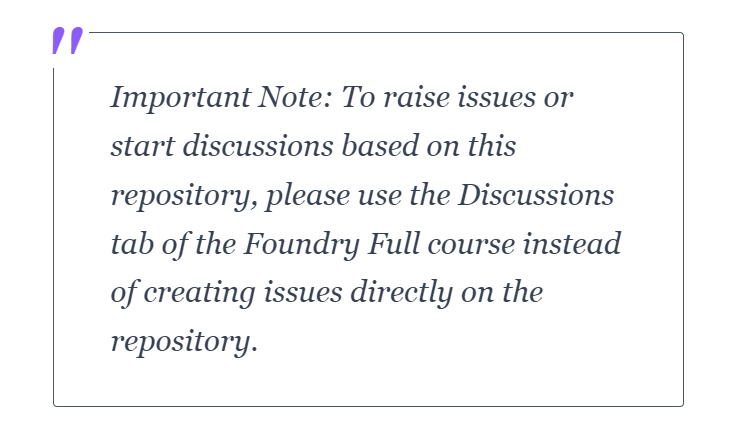 "
Important Note: To raise issues or
start discussions based on this
repository, please use the Discussions
tab of the Foundry Full course instead
of creating issues directly on the
repository.